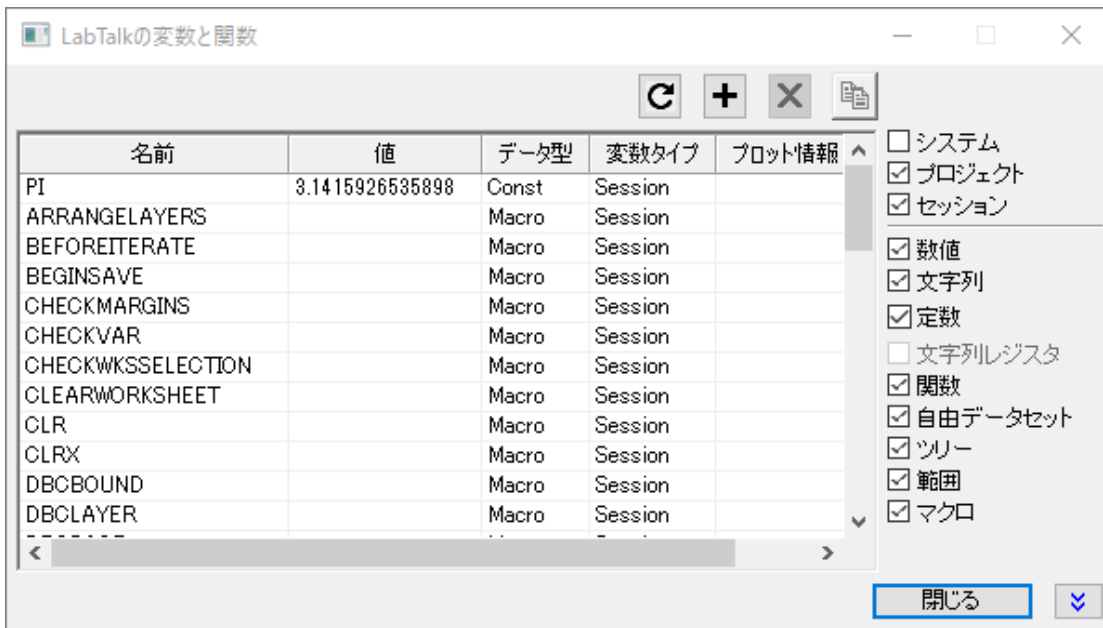 LabTalkの変数と関数
名前 値 データ型 変数タイプ プロット情報
PI 3.1415926535898 Const Session
ARRANGELAYERS Macro Session
BEFOREITERATE Macro Session
BEGINSAVE Macro Session
CHECKMARGINS Macro Session
CHECKVAR Macro Session
CHECKWKSSELECTION Macro Session
CLEARWORKSHEET Macro Session
CLR Macro Session
CLRX Macro Session
DBCBOUND Macro Session
DBCLAYER Macro Session
システム
プロジェクト
セッション
数値
文字列
定数
文字列レジスタ
関数
自由データセット
ツリー
範囲
マクロ
閉じる